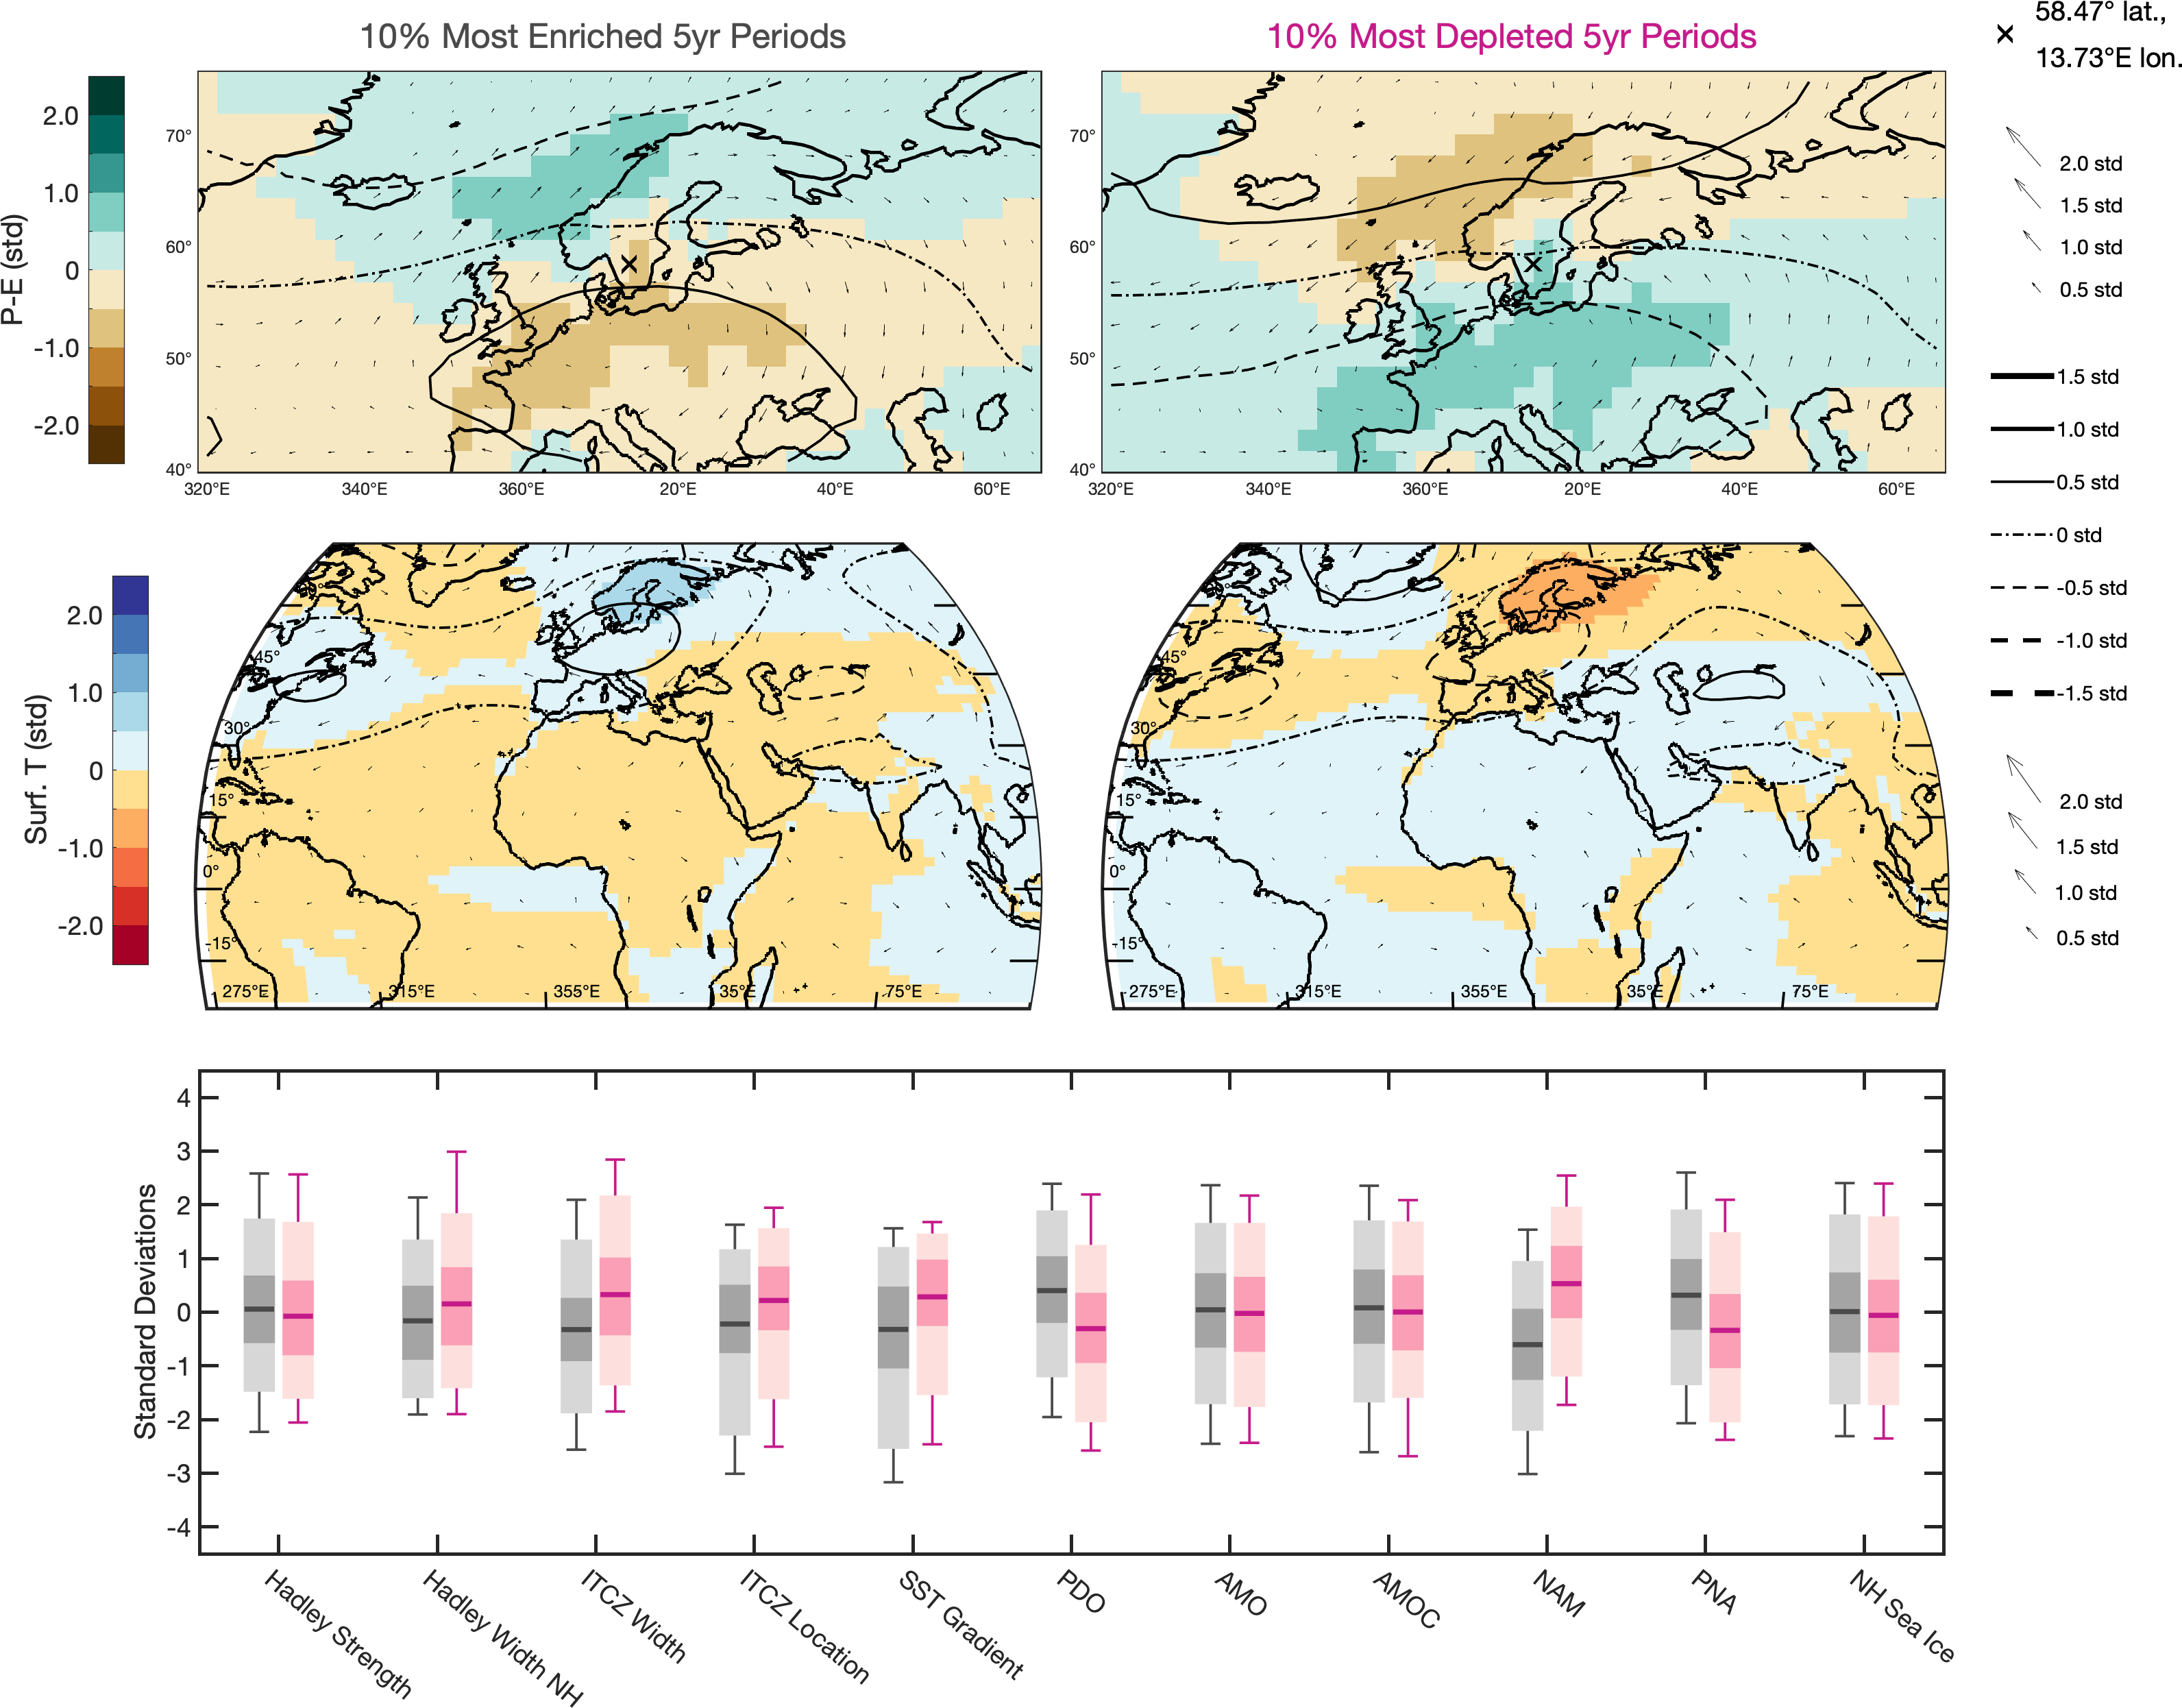 10% Most Enriched 5yr Periods
10% Most Depleted 5yr Periods
58.47° lat.,
13.73°E lon.
P-E (std)
2.0
1.0
0
-1.0
-2.0
70°
60°
50°
40°
320°E 340°E 360°E 20°E 40°E 60°E
70°
60°
50°
40°
320°E 340°E 360°E 20°E 40°E 60°E
2.0 std
1.5 std
1.0 std
0.5 std
1.5 std
1.0 std
0.5 std
0 std
-0.5 std
-1.0 std
-1.5 std
Surf. T (std)
2.0
1.0
0
-1.0
-2.0
45°
30°
15°
0°
-15°
275°E 315°E 355°E 35°E 75°E
45°
30°
15°
0°
-15°
275°E 315°E 355°E 35°E 75°E
2.0 std
1.5 std
1.0 std
0.5 std
Standard Deviations
4
3
2
1
0
-1
-2
-3
-4
Hadley Strength
Hadley Width NH
ITCZ Width
ITCZ Location
SST Gradient
PDO
AMO
AMOC
NAM
PNA
NH Sea Ice